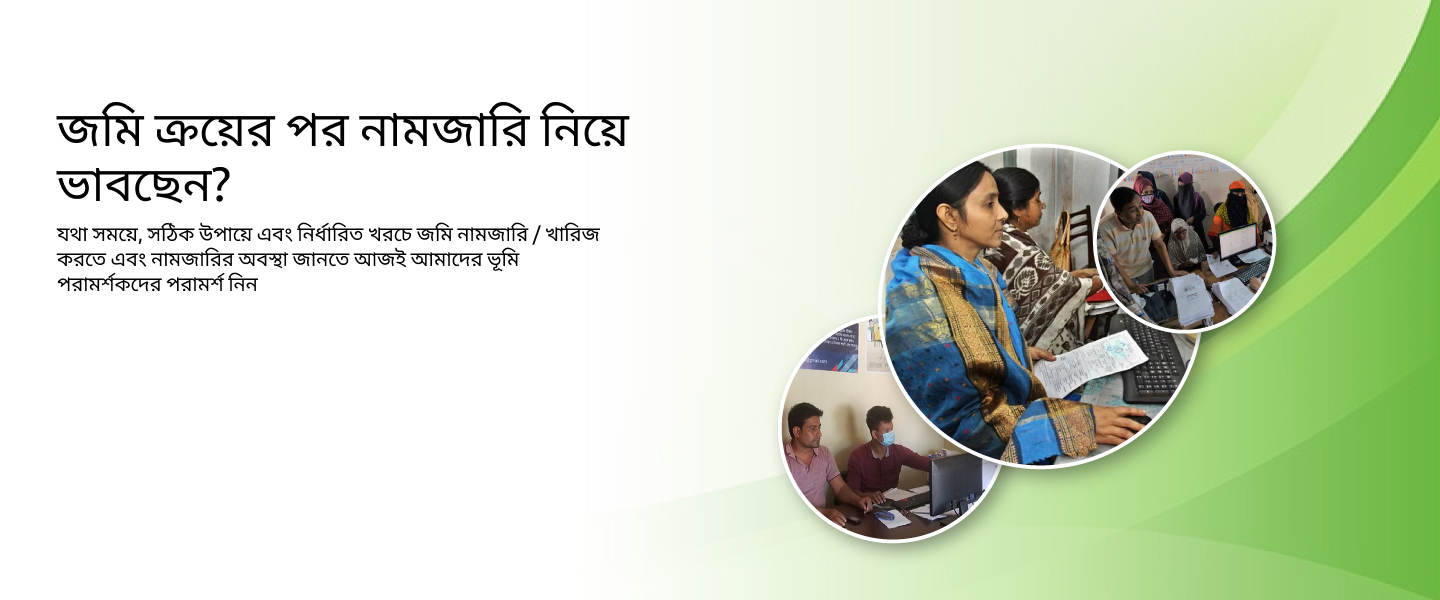 জমি ক্রয়ের পর নামজারি নিয়ে
ভাবছেন?
যথা সময়ে, সঠিক উপায়ে এবং নির্ধারিত খরচে জমি নামজারি / খারিজ
করতে এবং নামজারির অবস্থা জানতে আজই আমাদের ভূমি
পরামর্শকদের পরামর্শ নিন